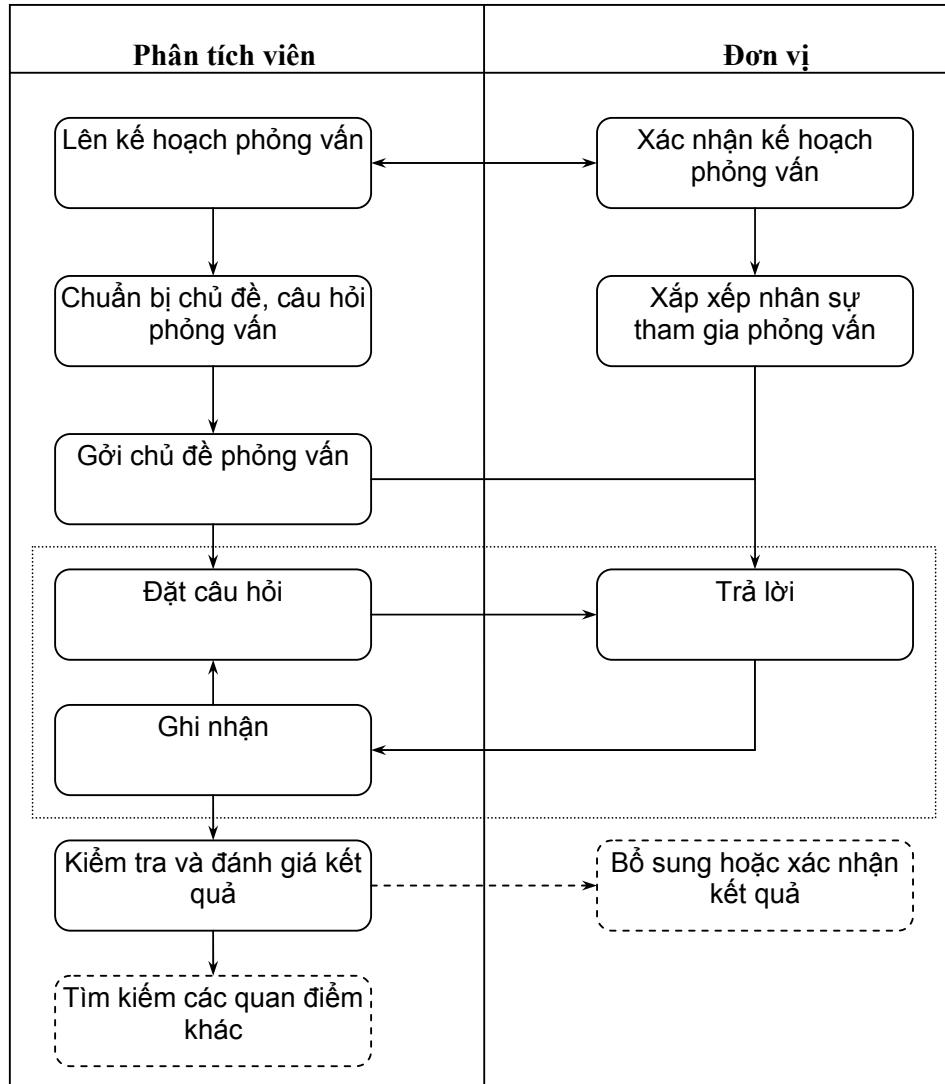 Phân tích viên
Đơn vị
Lên kế hoạch phỏng vấn
Xác nhận kế hoạch
phỏng vấn
Chuẩn bị chủ đề, câu hỏi
phỏng vấn
Xắp xếp nhân sự
tham gia phỏng vấn
Gởi chủ đề phỏng vấn
Đặt câu hỏi
Trả lời
Ghi nhận
Kiểm tra và đánh giá kết
quả
Bổ sung hoặc xác nhận
kết quả
Tìm kiếm các quan điểm
khác